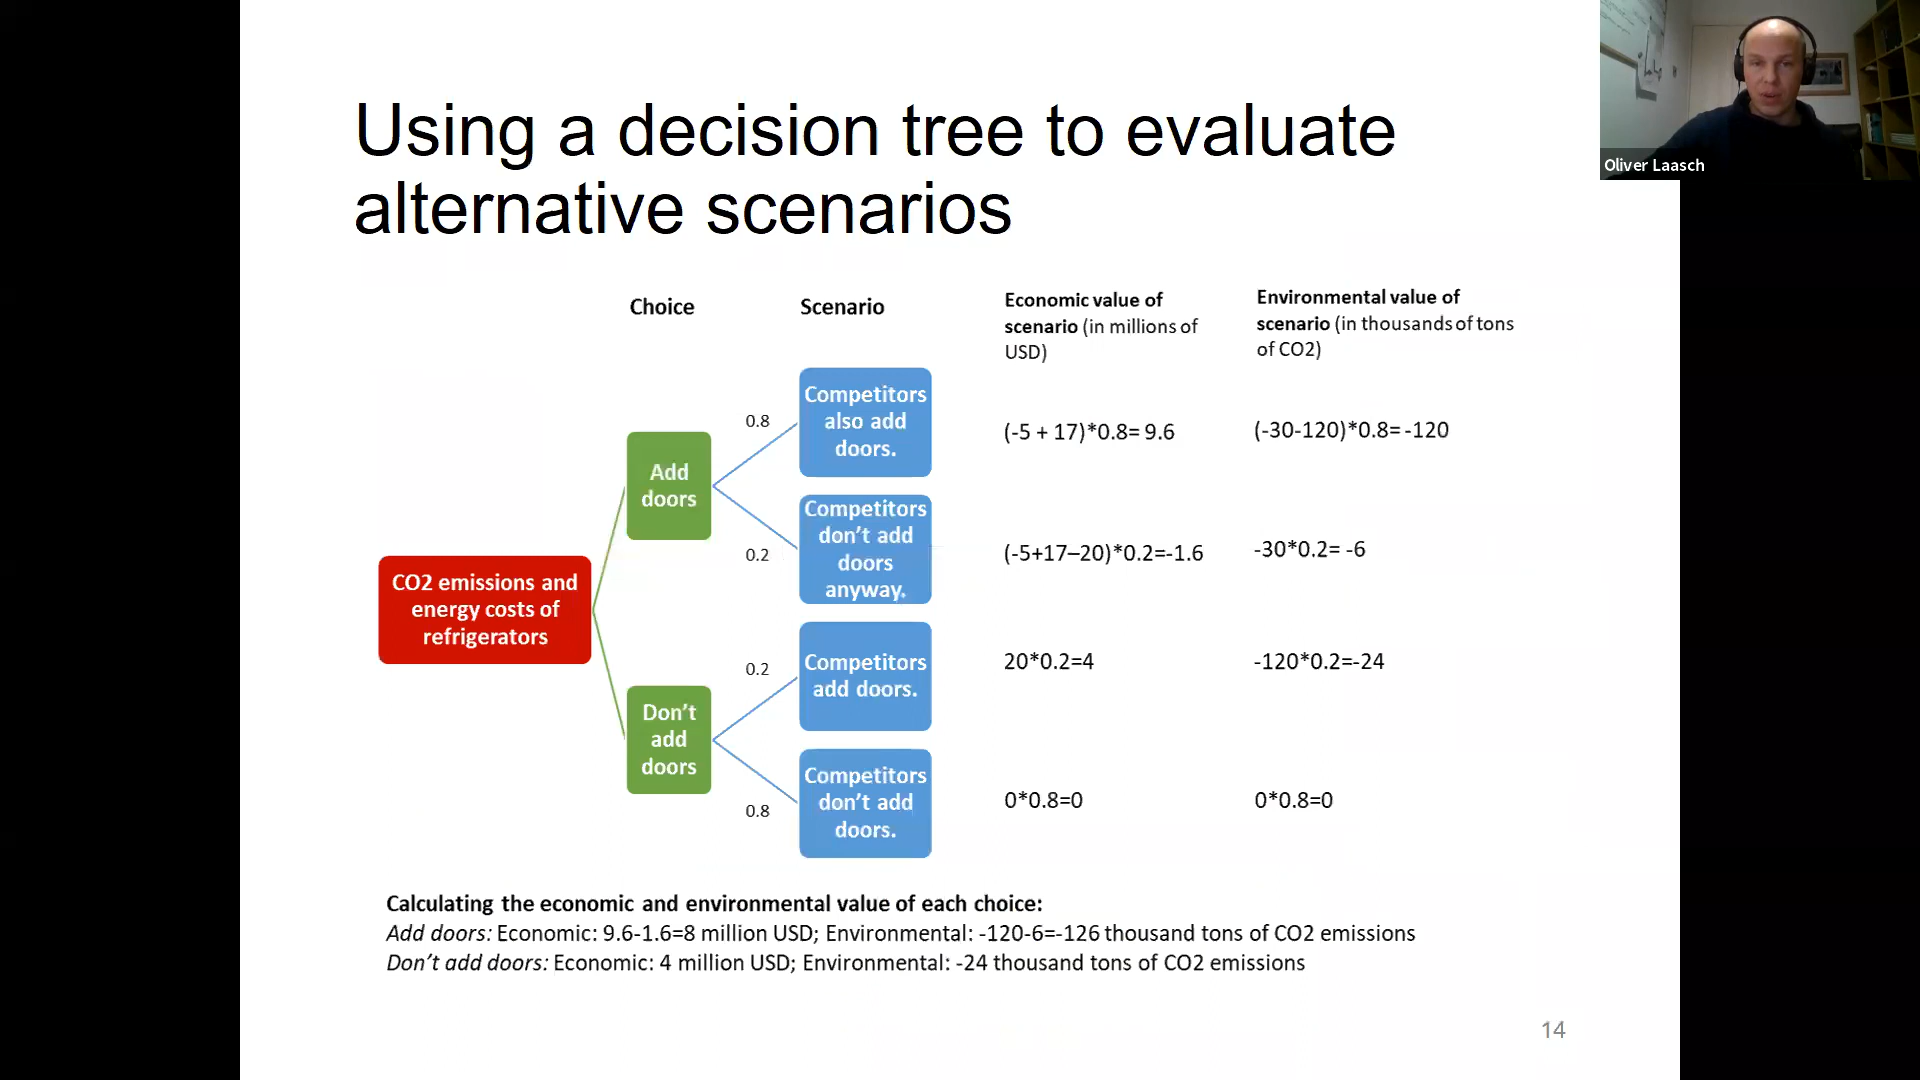 Using a decision tree to evaluate
alternative scenarios
Oliver Laasch
Choice
Scenario
Economic value of
scenario (in millions of
USD)
Environmental value of
scenario (in thousands of tons
of CO2)
CO2 emissions and
energy costs of
refrigerators
Add
doors
0.8
Competitors
also add
doors.
(-5 + 17)*0.8= 9.6
(-30-120)*0.8= -120
0.2
Competitors
don't add
doors
anyway.
(-5+17–20)*0.2=-1.6
-30*0.2= -6
Don't
add
doors
0.2
Competitors
add doors.
20*0.2=4
-120*0.2=-24
0.8
Competitors
don't add
doors.
0*0.8=0
0*0.8=0
Calculating the economic and environmental value of each choice:
Add doors: Economic: 9.6-1.6=8 million USD; Environmental: -120-6=-126 thousand tons of CO2 emissions
Don't add doors: Economic: 4 million USD; Environmental: -24 thousand tons of CO2 emissions
14